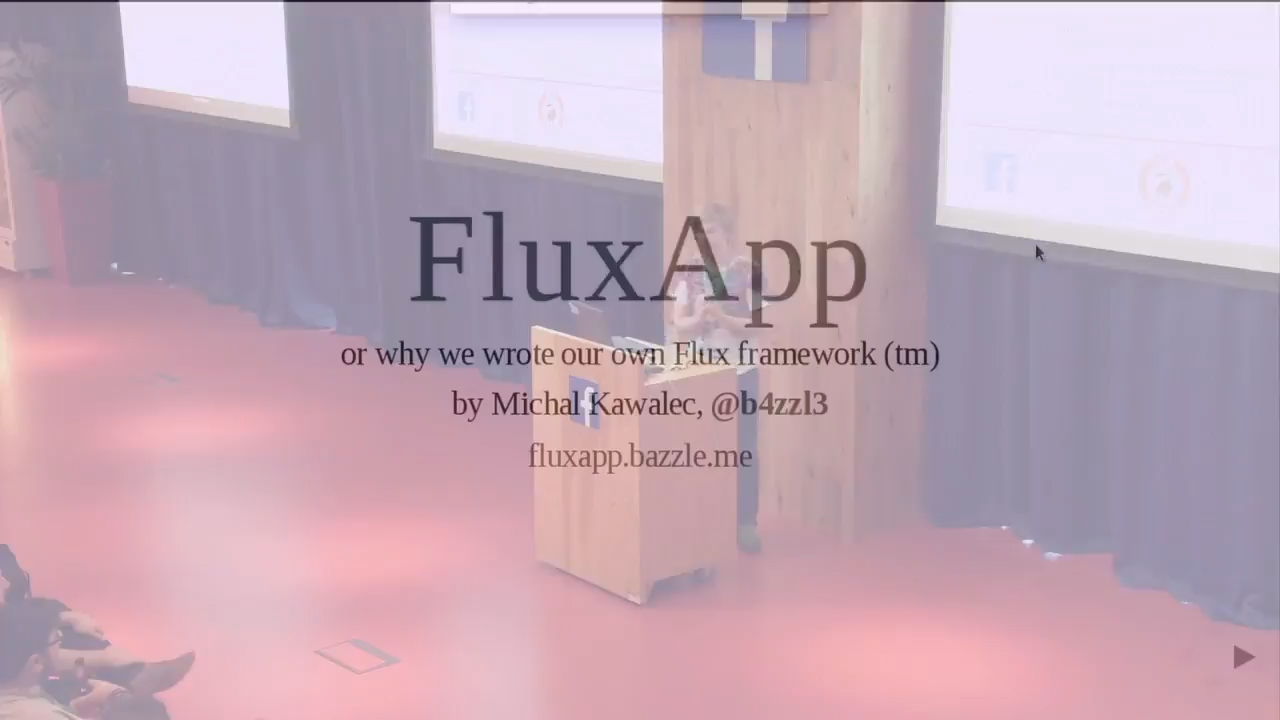 FluxApp
or why we wrote our own Flux framework (tm)
by Michal Kawalec, @b4zzl3
fluxapp.bazzle.me